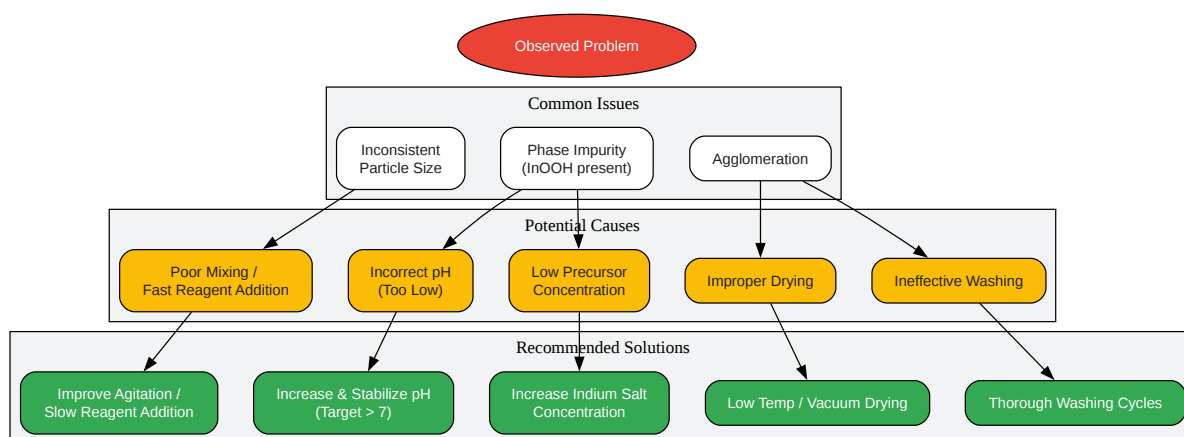 Observed Problem
Common Issues
Inconsistent
Particle Size
Phase Impurity
(InOOH present)
Agglomeration
Potential Causes
Poor Mixing /
Fast Reagent Addition
Incorrect pH
(Too Low)
Low Precursor
Concentration
Improper Drying
Ineffective Washing
Recommended Solutions
Improve Agitation /
Slow Reagent Addition
Increase & Stabilize pH
(Target > 7)
Increase Indium Salt
Concentration
Low Temp / Vacuum Drying
Thorough Washing Cycles